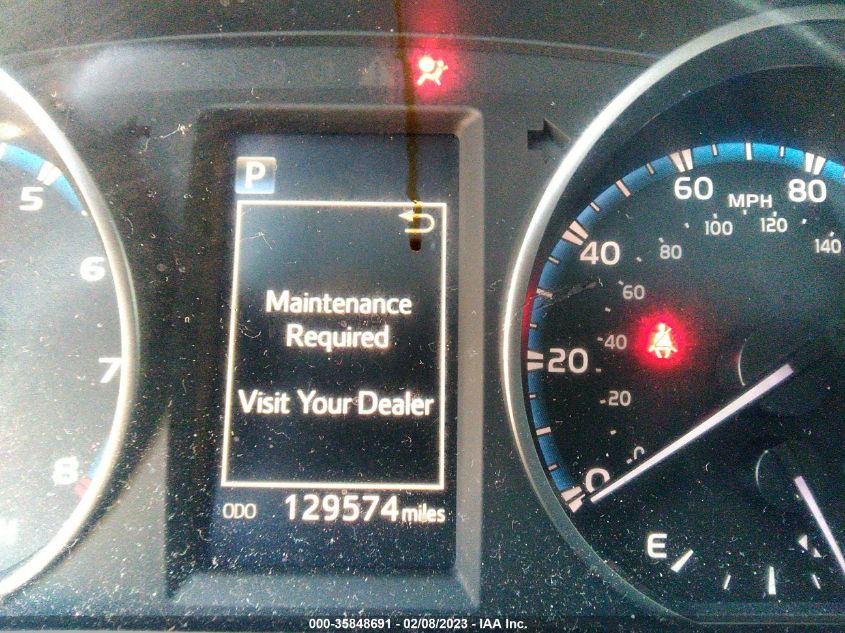 P
Maintenance
Required
Visit Your Dealer
ODO 129574 miles
5
6
7
8
MPH
0
20
40
60
80
0
20
40
60
80
100
120
140
E
000-35848691 - 02/08/2023 - IAA Inc.